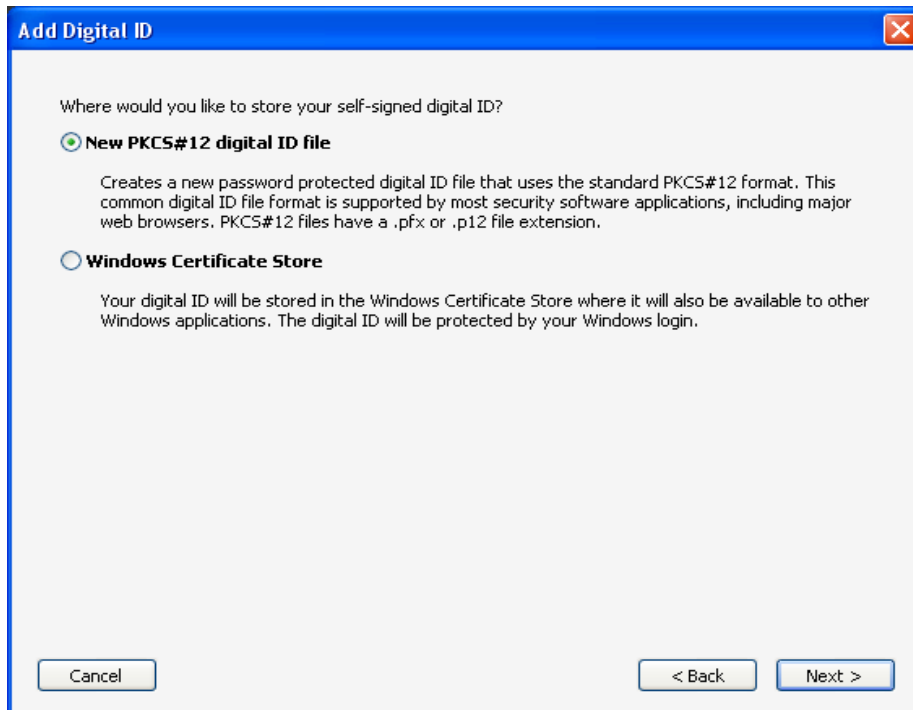 Add Digital ID
Where would you like to store your self-signed digital ID?
New PKCS#12 digital ID file
Creates a new password protected digital ID file that uses the standard PKCS#12 format. This
common digital ID file format is supported by most security software applications, including major
web browsers. PKCS#12 files have a .pfx or .p12 file extension.
Windows Certificate Store
Your digital ID will be stored in the Windows Certificate Store where it will also be available to other
Windows applications. The digital ID will be protected by your Windows login.
Cancel
< Back
Next >